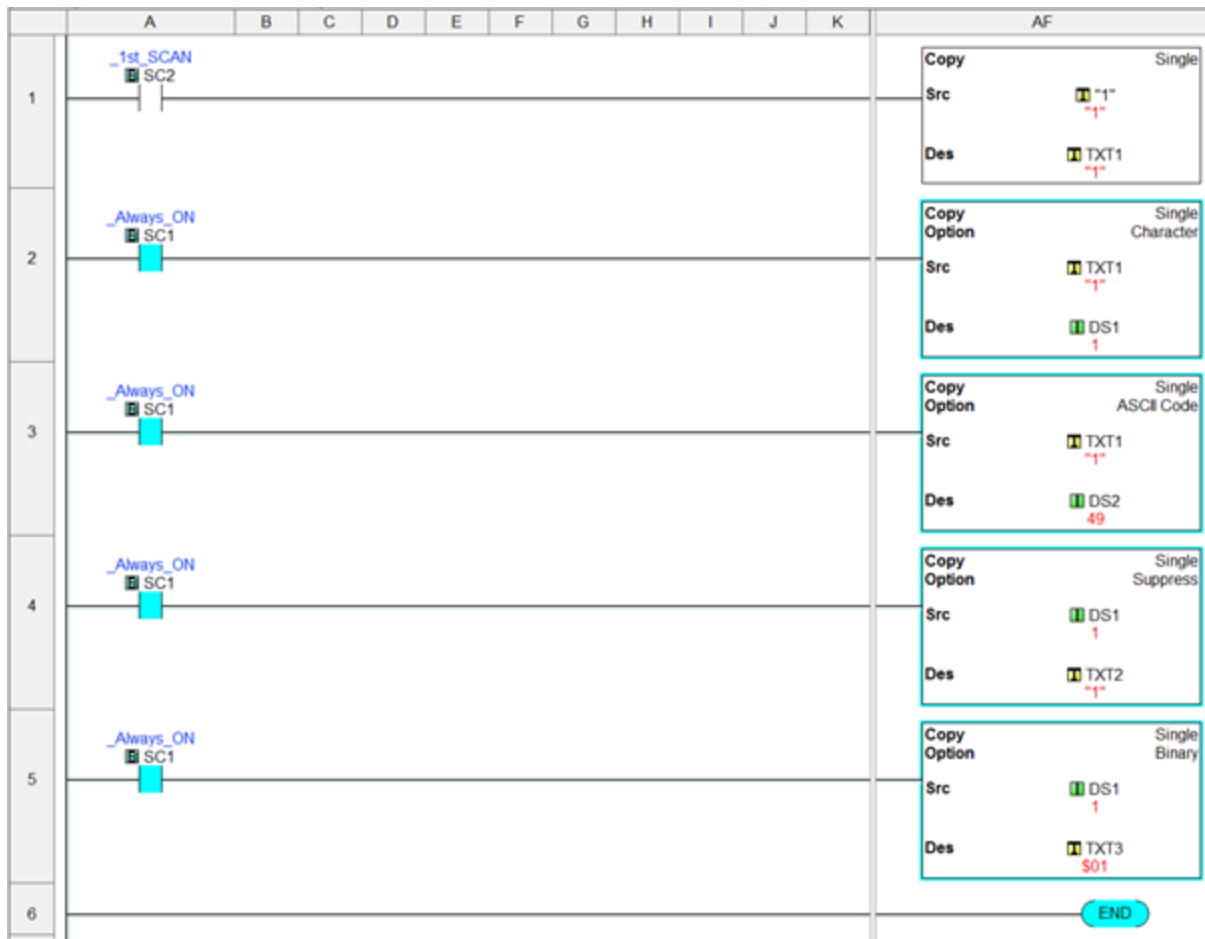 A B C D E F G H I J K AF
1
_1st_SCAN
SC2
Copy Single
Src "1"
"1"
Des TXT1
"1"
2
_Always_ON
SC1
Copy Single
Option Character
Src TXT1
"1"
Des DS1
1
3
_Always_ON
SC1
Copy Single
Option ASCII Code
Src TXT1
"1"
Des DS2
49
4
_Always_ON
SC1
Copy Single
Option Suppress
Src DS1
1
Des TXT2
"1"
5
_Always_ON
SC1
Copy Single
Option Binary
Src DS1
1
Des TXT3
$01
6
END